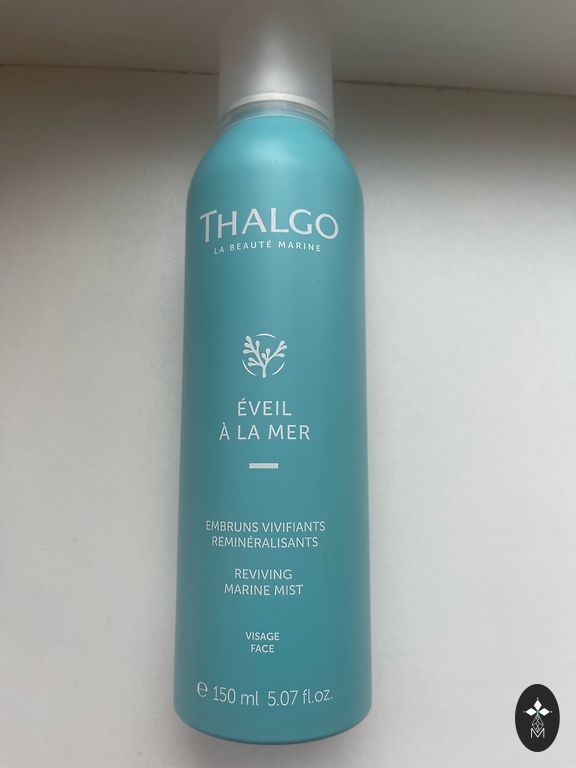 THALGO
LA BEAUTÉ MARINE
ÉVEIL
À LA MER
EMBRUNS VIVIFIANTS
REMINÉRALISANTS
REVIVING
MARINE MIST
VISAGE
FACE
℮ 150 ml 5.07 fl.oz.
M